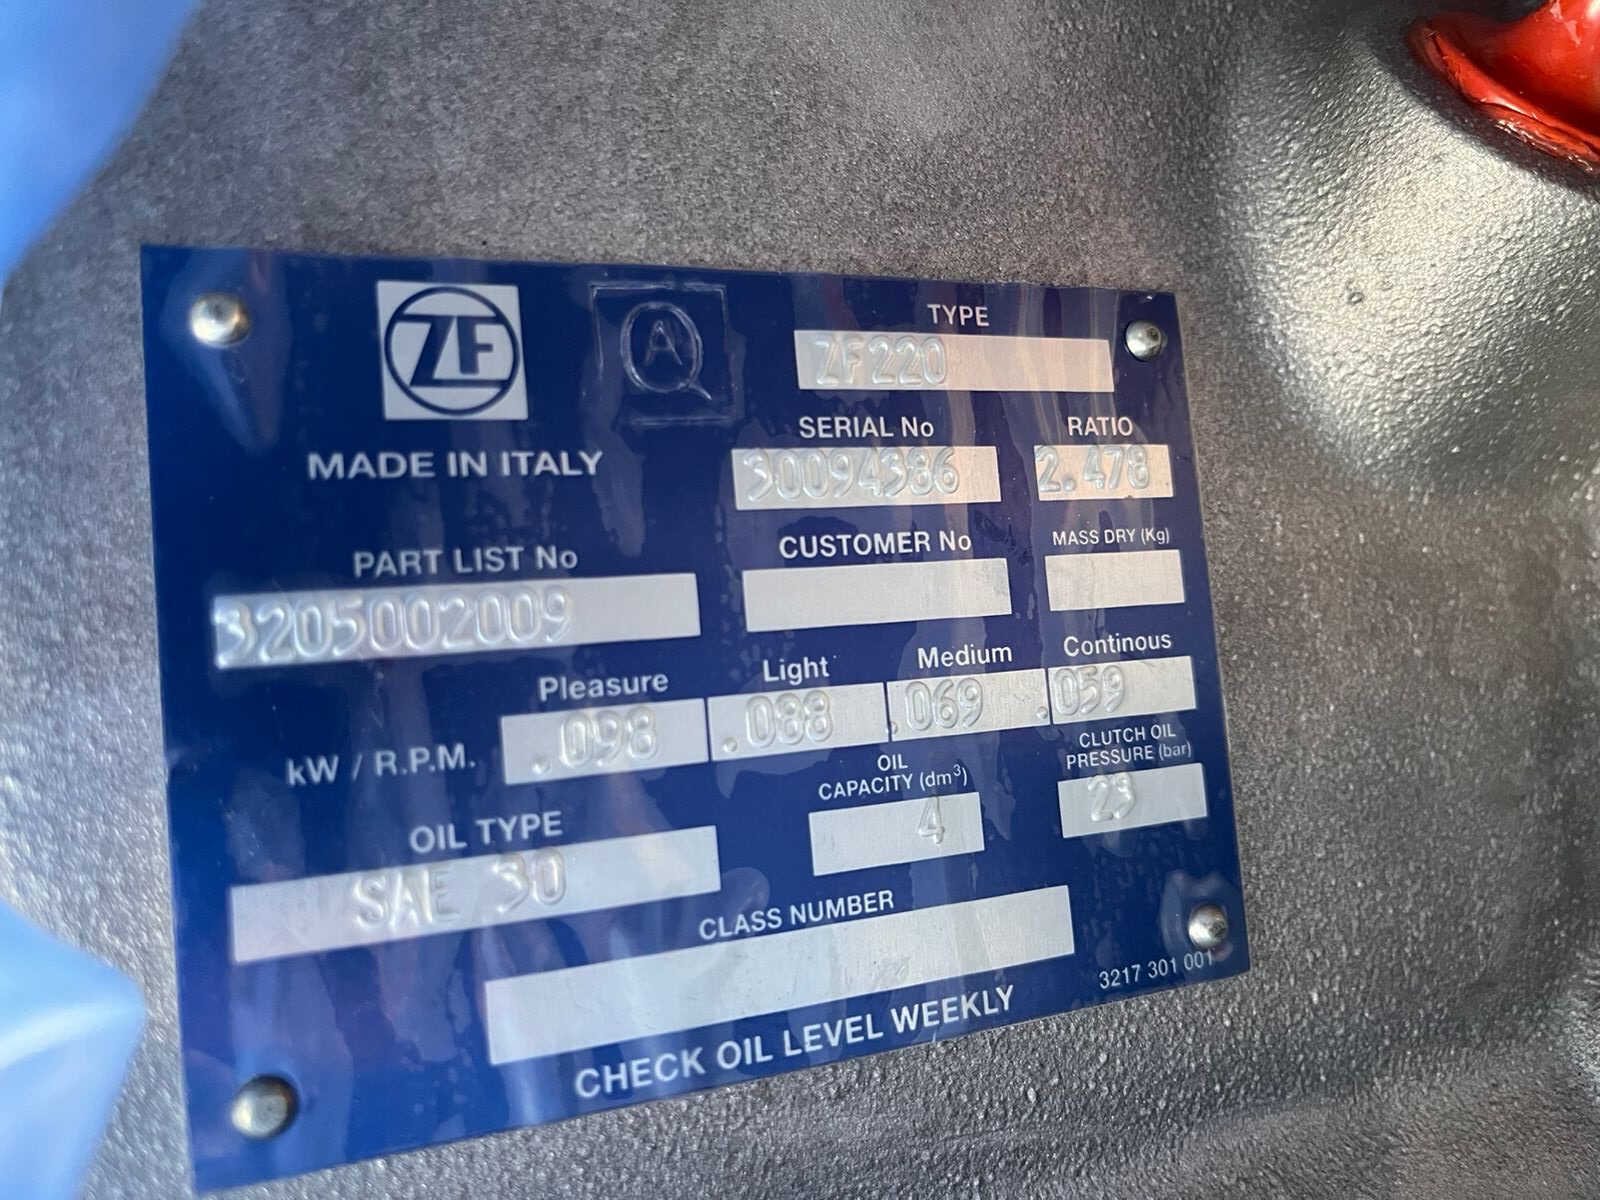 ZF
QA
TYPE
ZF220
SERIAL No
RATIO
30094386
2.478
MADE IN ITALY
PART LIST No
CUSTOMER No
MASS DRY (Kg)
3205002009
Pleasure
Light
Medium
Continous
kW / R.P.M.
.098
.088
.069
.059
OIL TYPE
OIL
CAPACITY (dm³)
CLUTCH OIL
PRESSURE (bar)
SAE 30
4
23
CLASS NUMBER
3217 301 001
CHECK OIL LEVEL WEEKLY